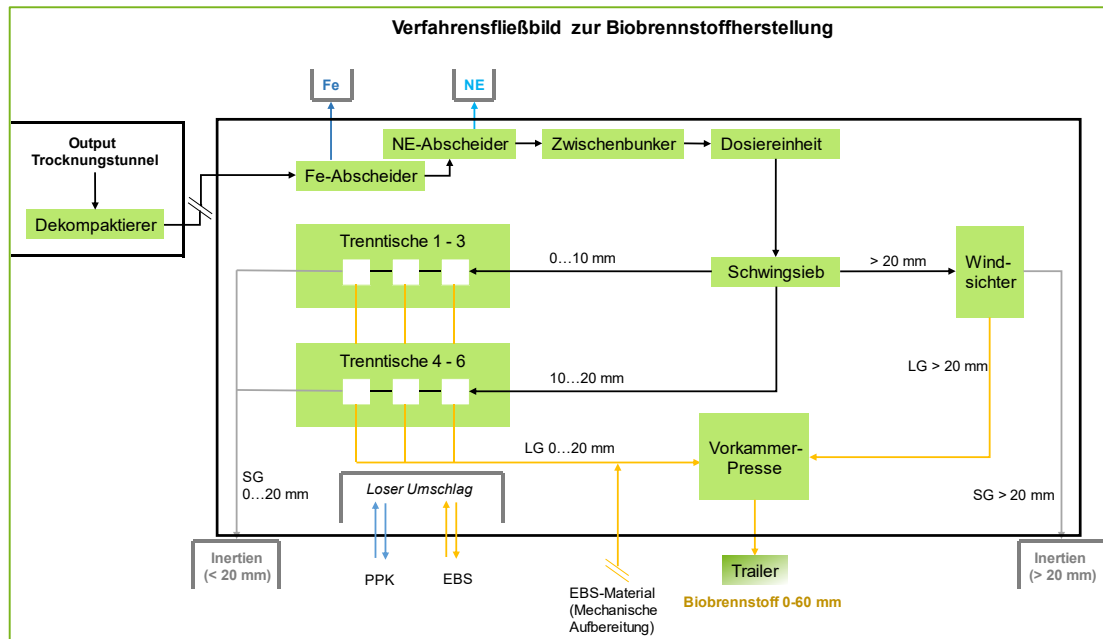 Verfahrensfließbild zur Biobrennstoffherstellung
Fe
NE
Output
Trocknungstunnel
NE-Abscheider
Zwischenbunker
Dosiereinheit
Fe-Abscheider
Dekompaktierer
Trenntische 1 - 3
0...10 mm
Schwingsieb
> 20 mm
Wind-
sichter
Trenntische 4 - 6
10...20 mm
LG > 20 mm
LG 0...20 mm
Vorkammer-
Presse
SG
0...20 mm
Loser Umschlag
SG > 20 mm
Inertien
(< 20 mm)
PPK
EBS
EBS-Material
(Mechanische
Aufbereitung)
Trailer
Biobrennstoff 0-60 mm
Inertien
(> 20 mm)